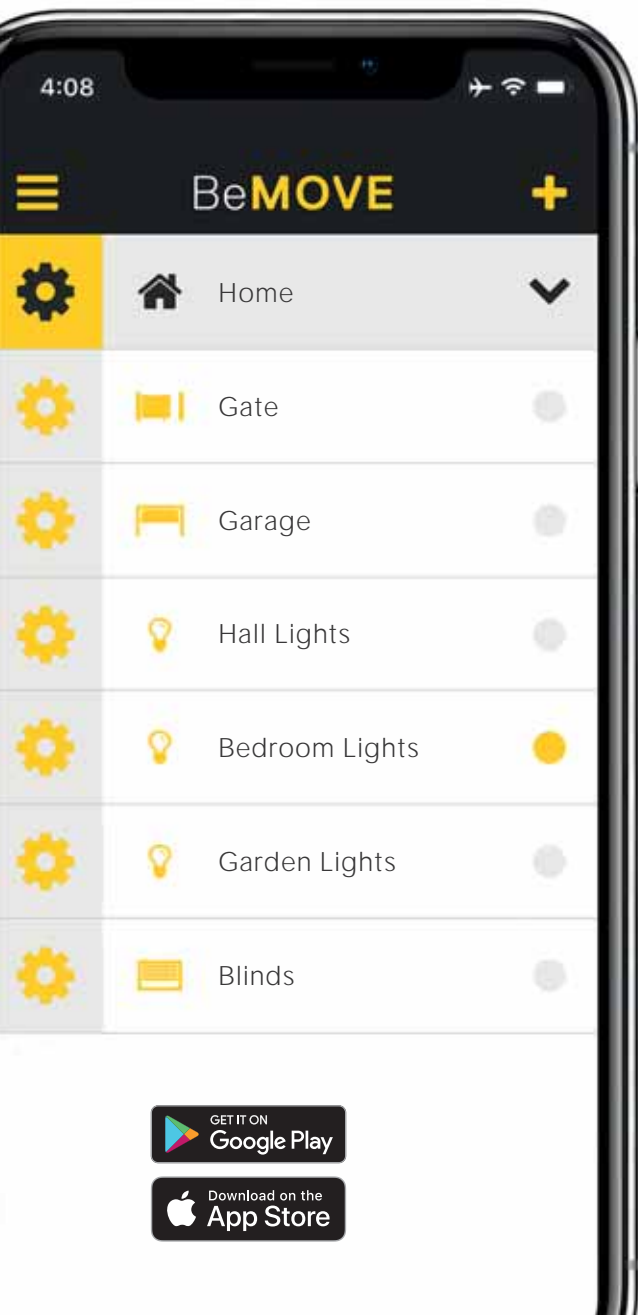 4:08
BeMOVE
Home
Gate
Garage
Hall Lights
Bedroom Lights
Garden Lights
Blinds
GET IT ON
Google Play
Download on the
App Store